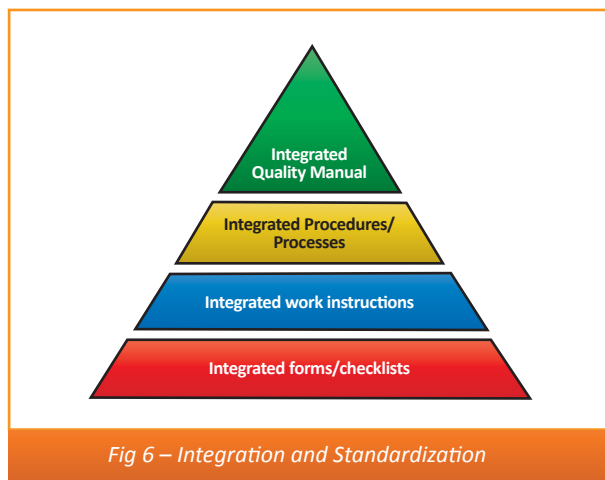 Integrated
Quality Manual
Integrated Procedures/
Processes
Integrated work instructions
Integrated forms/checklists
Fig 6 – Integration and Standardization